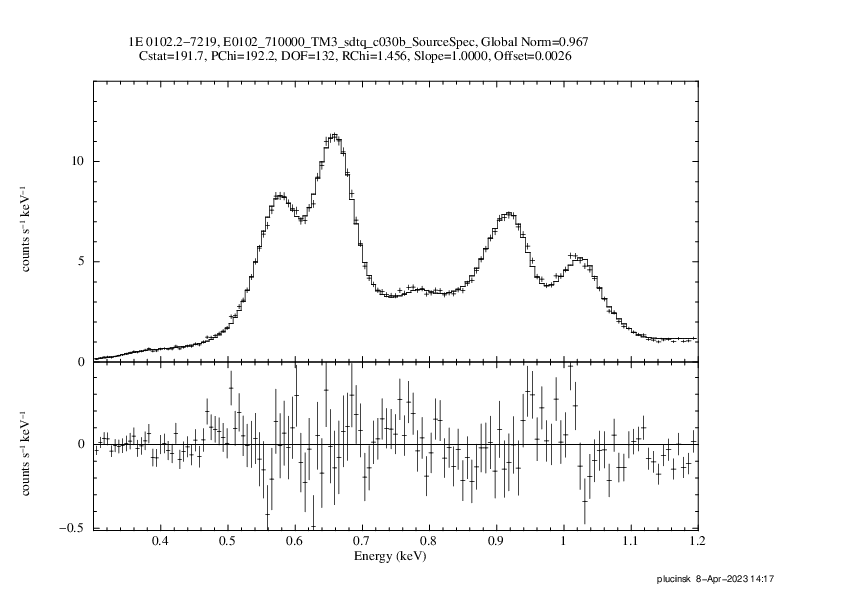 1E 0102.2−7219, E0102_710000_TM3_sdtq_c030b_SourceSpec, Global Norm=0.967
Cstat=191.7, PChi=192.2, DOF=132, RChi=1.456, Slope=1.0000, Offset=0.0026
counts s⁻¹ keV⁻¹
10
5
0
counts s⁻¹ keV⁻¹
0
−0.5
0.4 0.5 0.6 0.7 0.8 0.9 1 1.1 1.2
Energy (keV)
plucinsk 8−Apr−2023 14:17